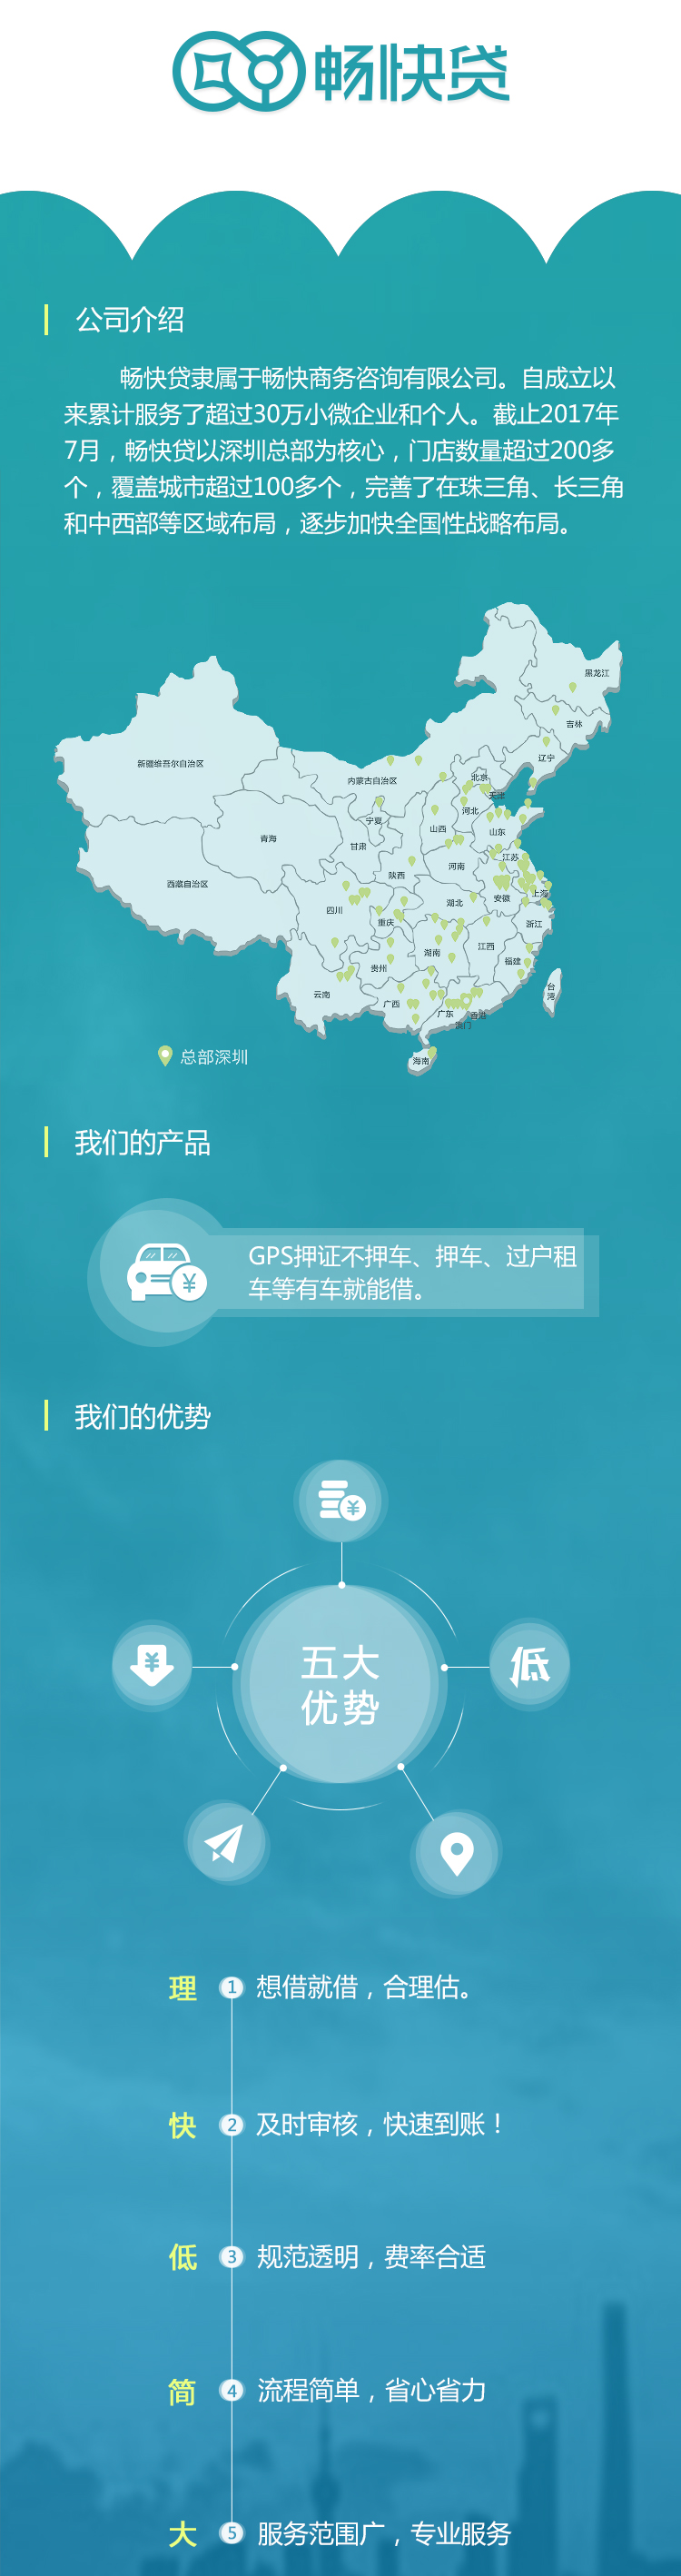 畅快贷
公司介绍
畅快贷隶属于畅快商务咨询有限公司。自成立以
来累计服务了超过30万小微企业和个人。截止2017年
7月，畅快贷以深圳总部为核心，门店数量超过200多
个，覆盖城市超过100多个，完善了在珠三角、长三角
和中西部等区域布局，逐步加快全国性战略布局。
黑龙江
吉林
辽宁
新疆维吾尔自治区
内蒙古自治区
北京
天津
河北
宁夏
山西
山东
青海
甘肃
江苏
河南
陕西
西藏自治区
安徽
上海
湖北
四川
重庆
浙江
江西
湖南
福建
贵州
台湾
云南
广西
广东
香港
澳门
海南
总部深圳
我们的产品
¥
GPS押证不押车、押车、过户租
车等有车就能借。
我们的优势
¥
¥
五大
优势
低
理 1 想借就借，合理估。
快 2 及时审核，快速到账！
低 3 规范透明，费率合适
简 4 流程简单，省心省力
大 5 服务范围广，专业服务